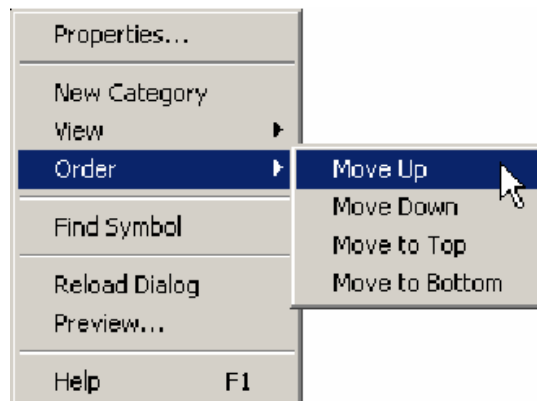 Properties...
New Category
View
Order
Find Symbol
Reload Dialog
Preview...
Help F1
Move Up
Move Down
Move to Top
Move to Bottom